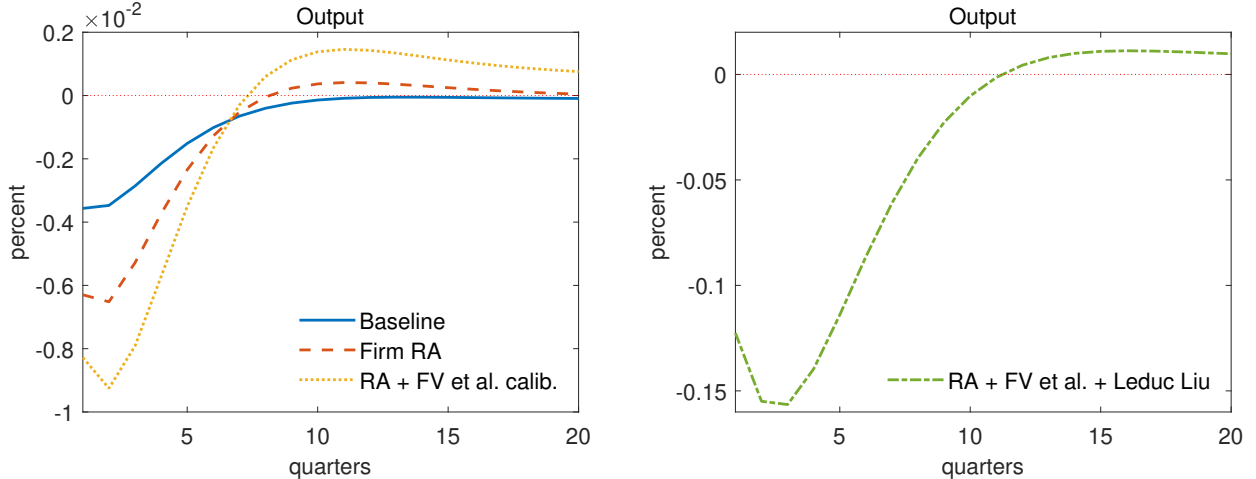 Output
×10-2
0.2
0
-0.2
-0.4
-0.6
-0.8
-1
percent
Baseline
Firm RA
RA + FV et al. calib.
5
10
15
20
quarters
Output
0
-0.05
-0.1
-0.15
percent
RA + FV et al. + Leduc Liu
5
10
15
20
quarters